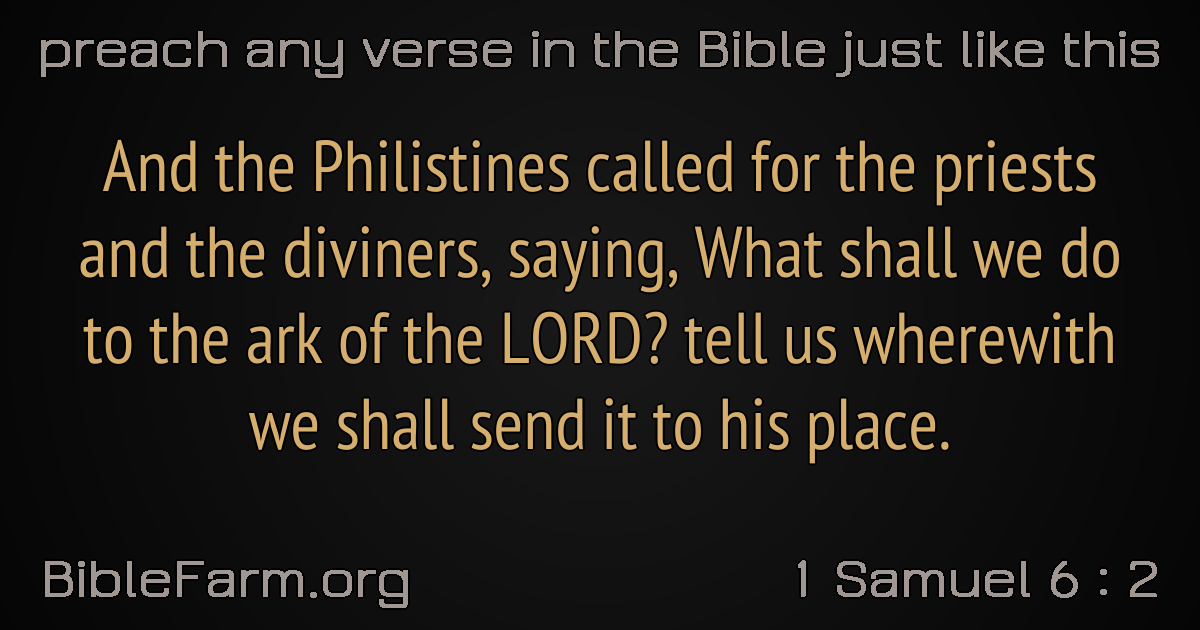 preach any verse in the Bible just like this
And the Philistines called for the priests
and the diviners, saying, What shall we do
to the ark of the LORD? tell us wherewith
we shall send it to his place.
BibleFarm.org
1 Samuel 6 : 2